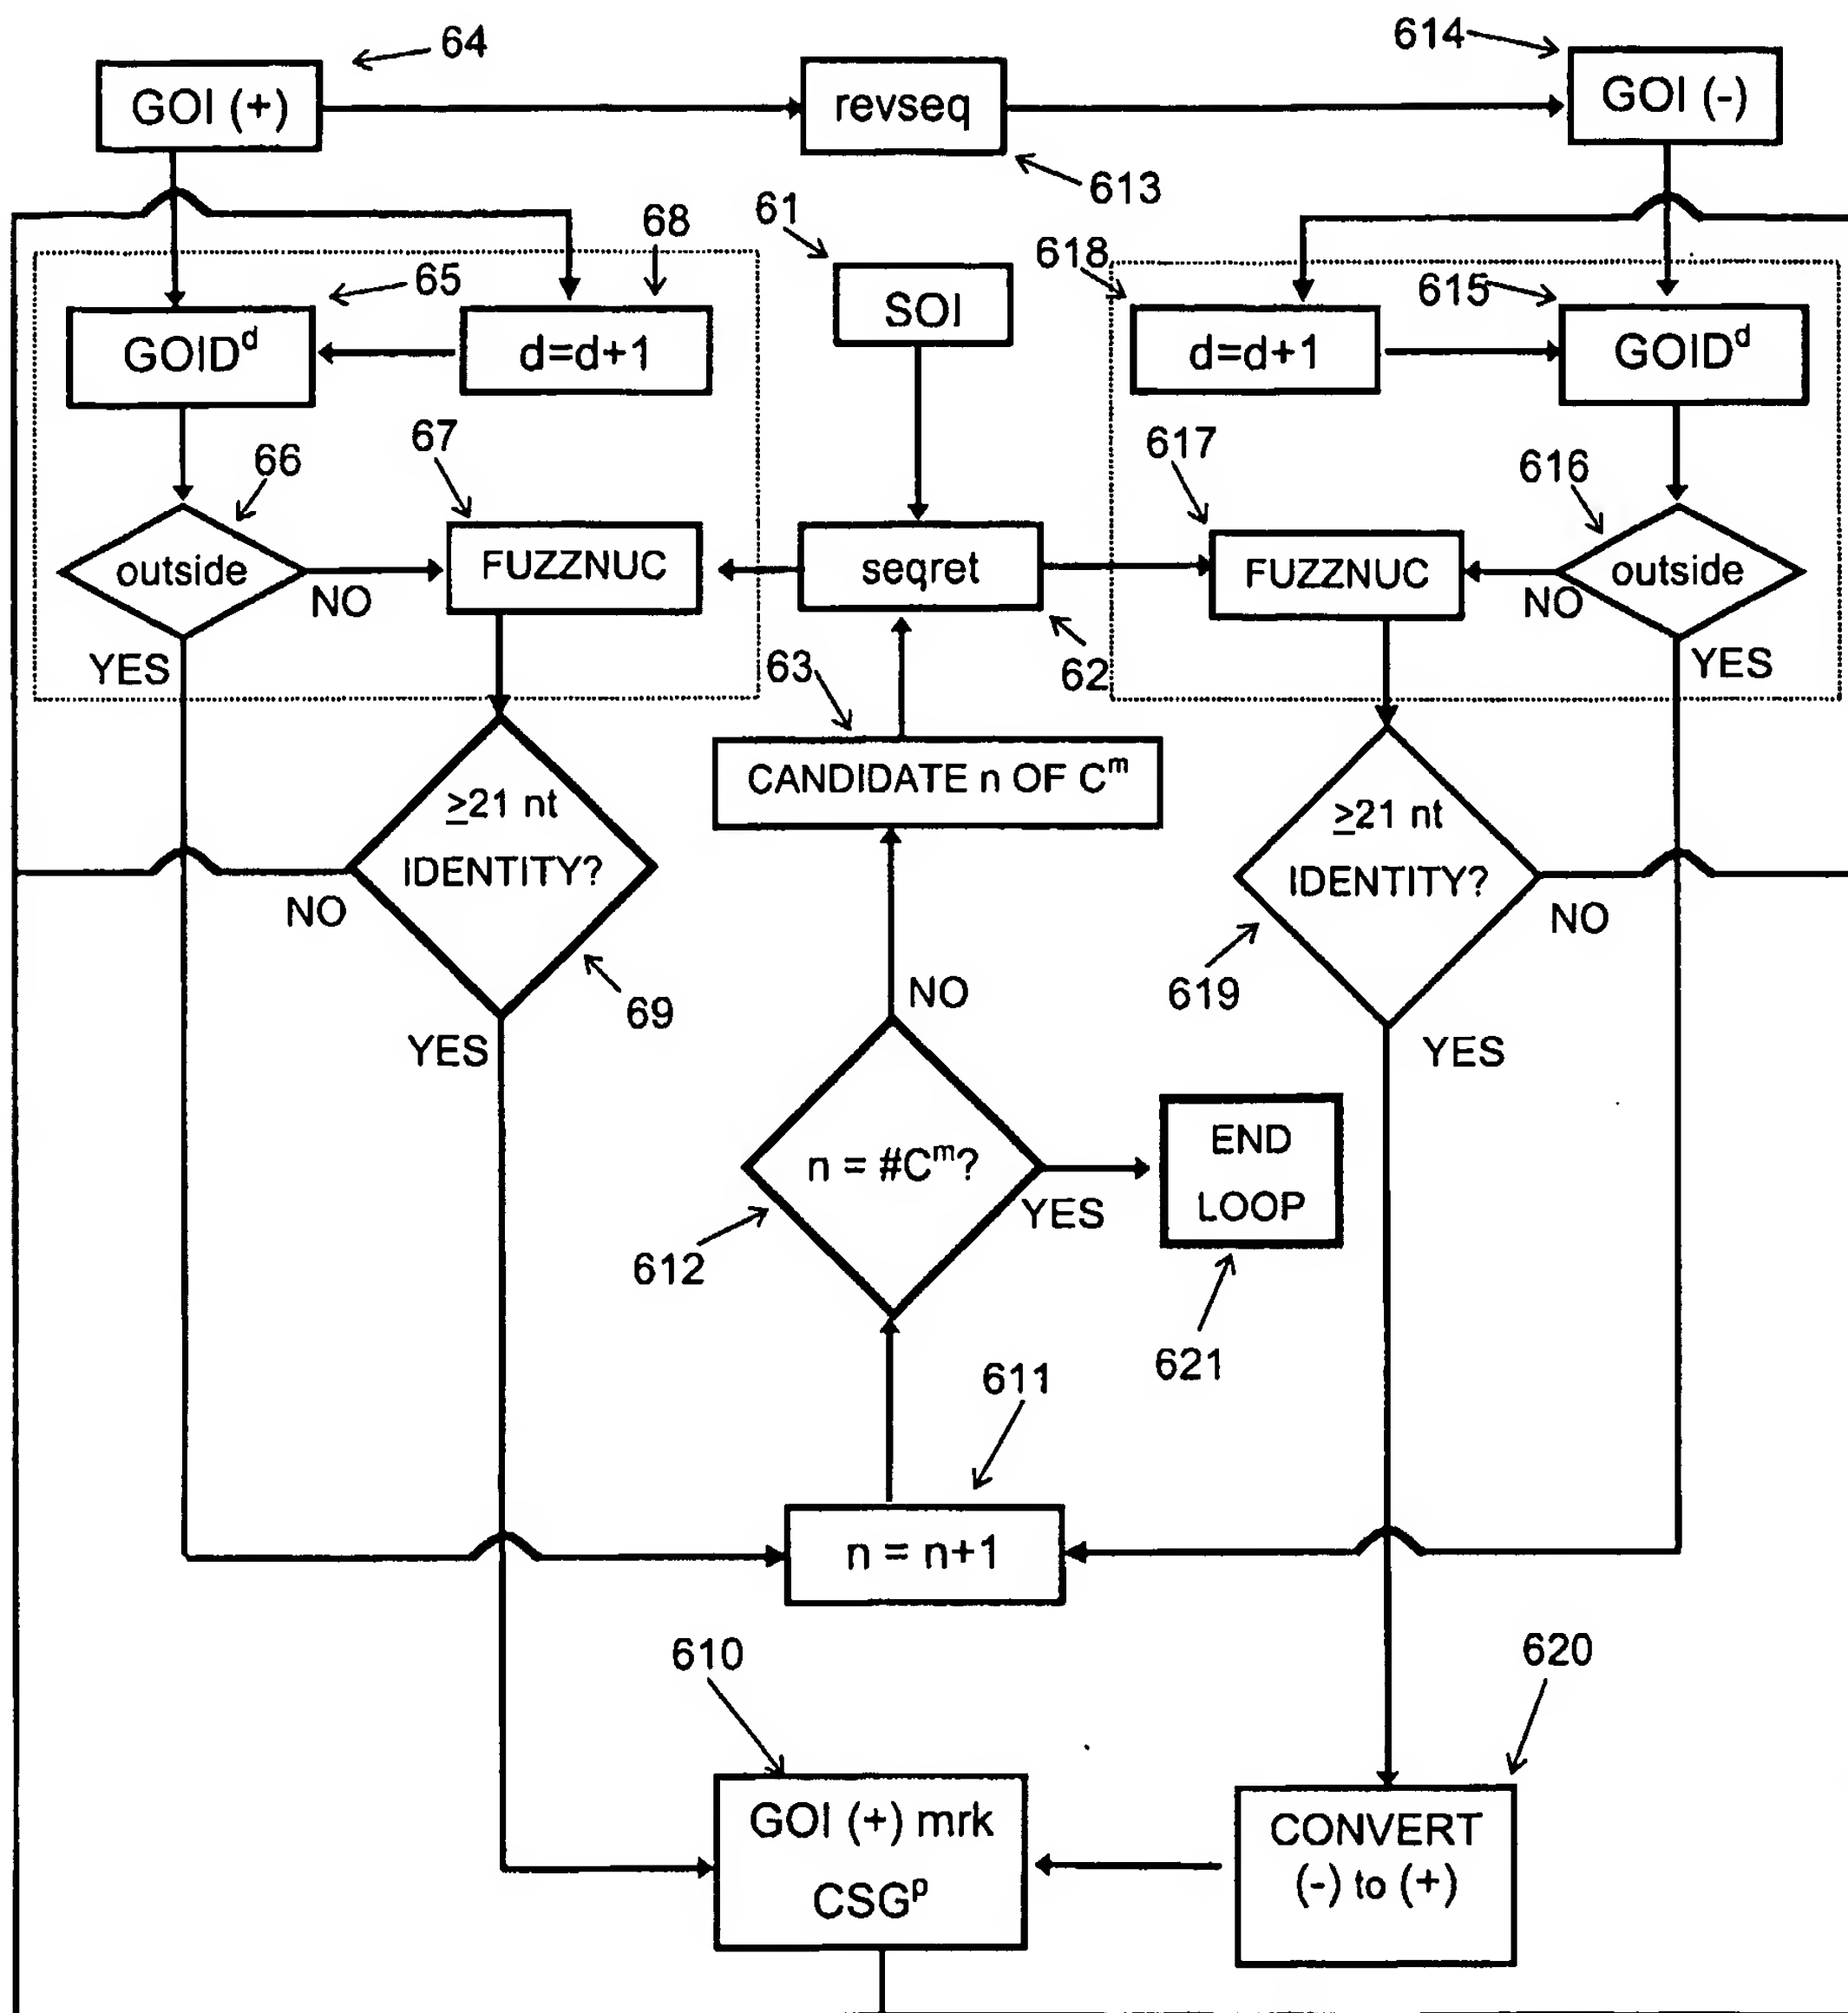 64
614
GOI (+)
revseq
GOI (-)
613
61
68
618
65
615
SOI
GOID^d
d=d+1
d=d+1
GOID^d
67
617
66
616
outside
NO
FUZZNUC
seqret
FUZZNUC
NO
outside
YES
63
62
YES
CANDIDATE n OF C^m
≥21 nt
IDENTITY?
≥21 nt
IDENTITY?
NO
NO
NO
69
619
YES
YES
n = #C^m?
END
LOOP
YES
612
621
611
n = n+1
610
620
GOI (+) mrk
CSG^p
CONVERT
(-) to (+)